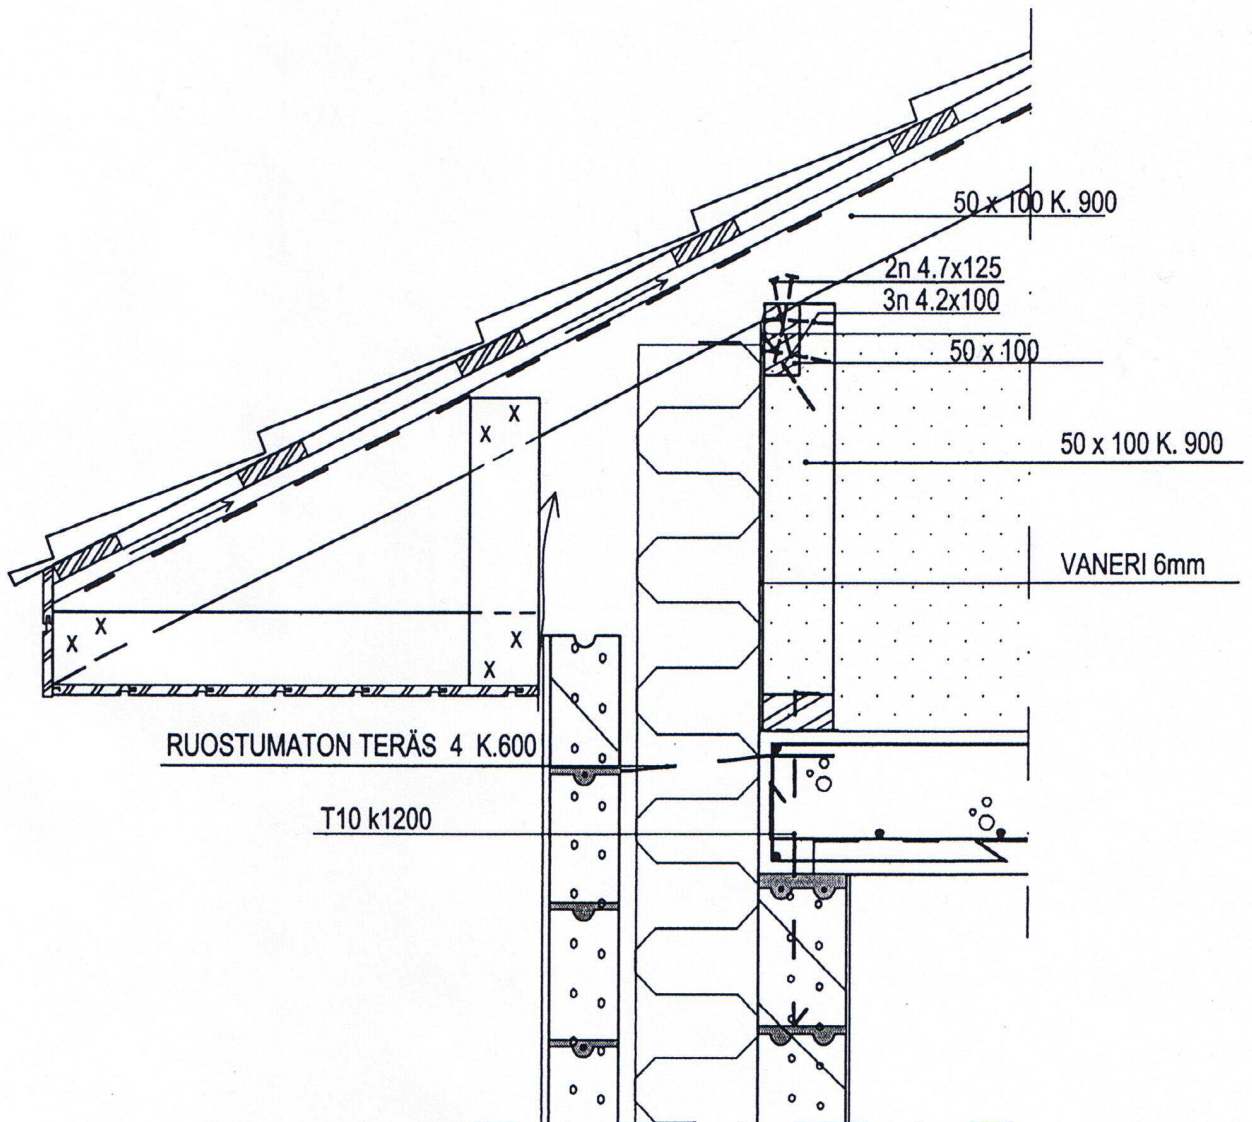 50 x 100 K. 900
2n 4.7x125
3n 4.2x100
50 x 100
50 x 100 K. 900
VANERI 6mm
RUOSTUMATON TERÄS 4 K.600
T10 k1200
X
X
X
X
X
X